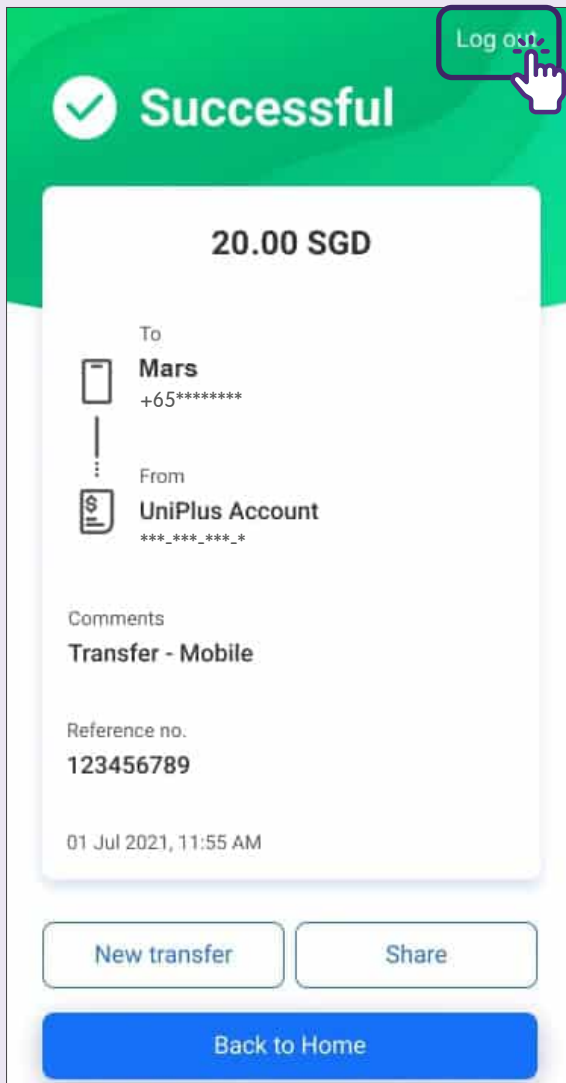 Log out
Successful
20.00 SGD
To
Mars
+65********
From
UniPlus Account
***-***-***-*
Comments
Transfer - Mobile
Reference no.
123456789
01 Jul 2021, 11:55 AM
New transfer
Share
Back to Home